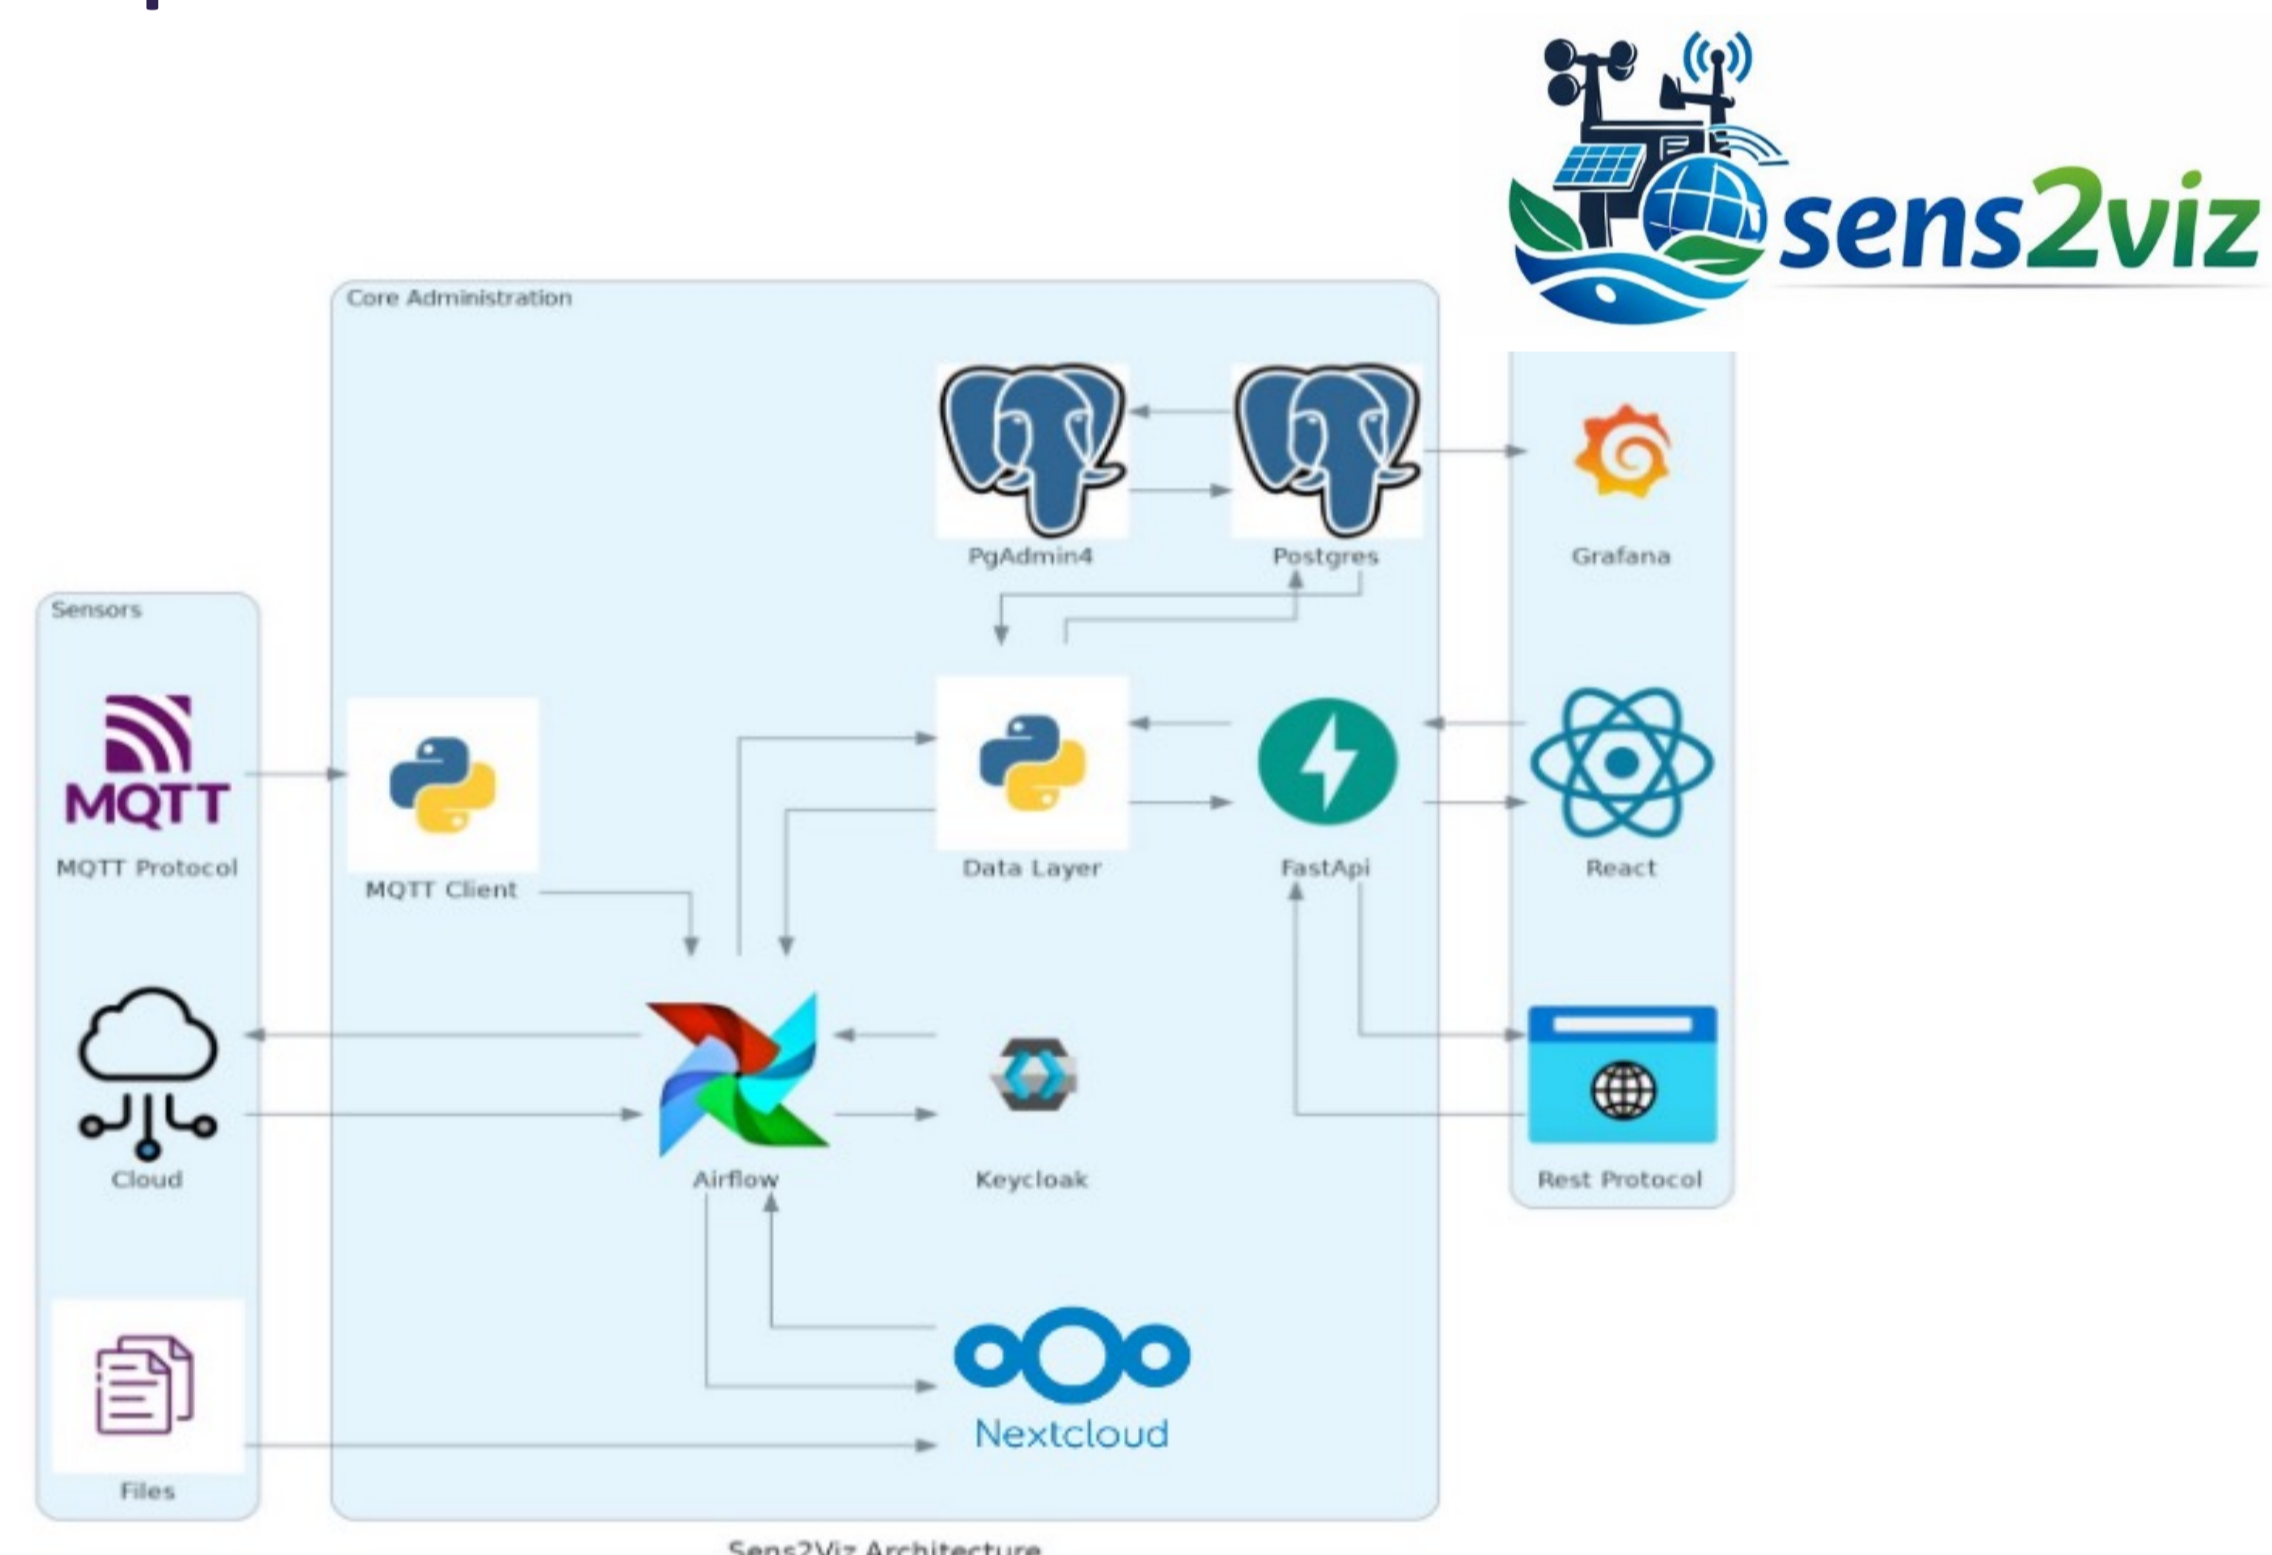 sens2viz
Core Administration
PgAdmin4
Postgres
Grafana
Sensors
MQTT
MQTT Protocol
MQTT Client
Data Layer
FastApi
React
Cloud
Airflow
Keycloak
Rest Protocol
Nextcloud
Files
Sens2Viz Architecture